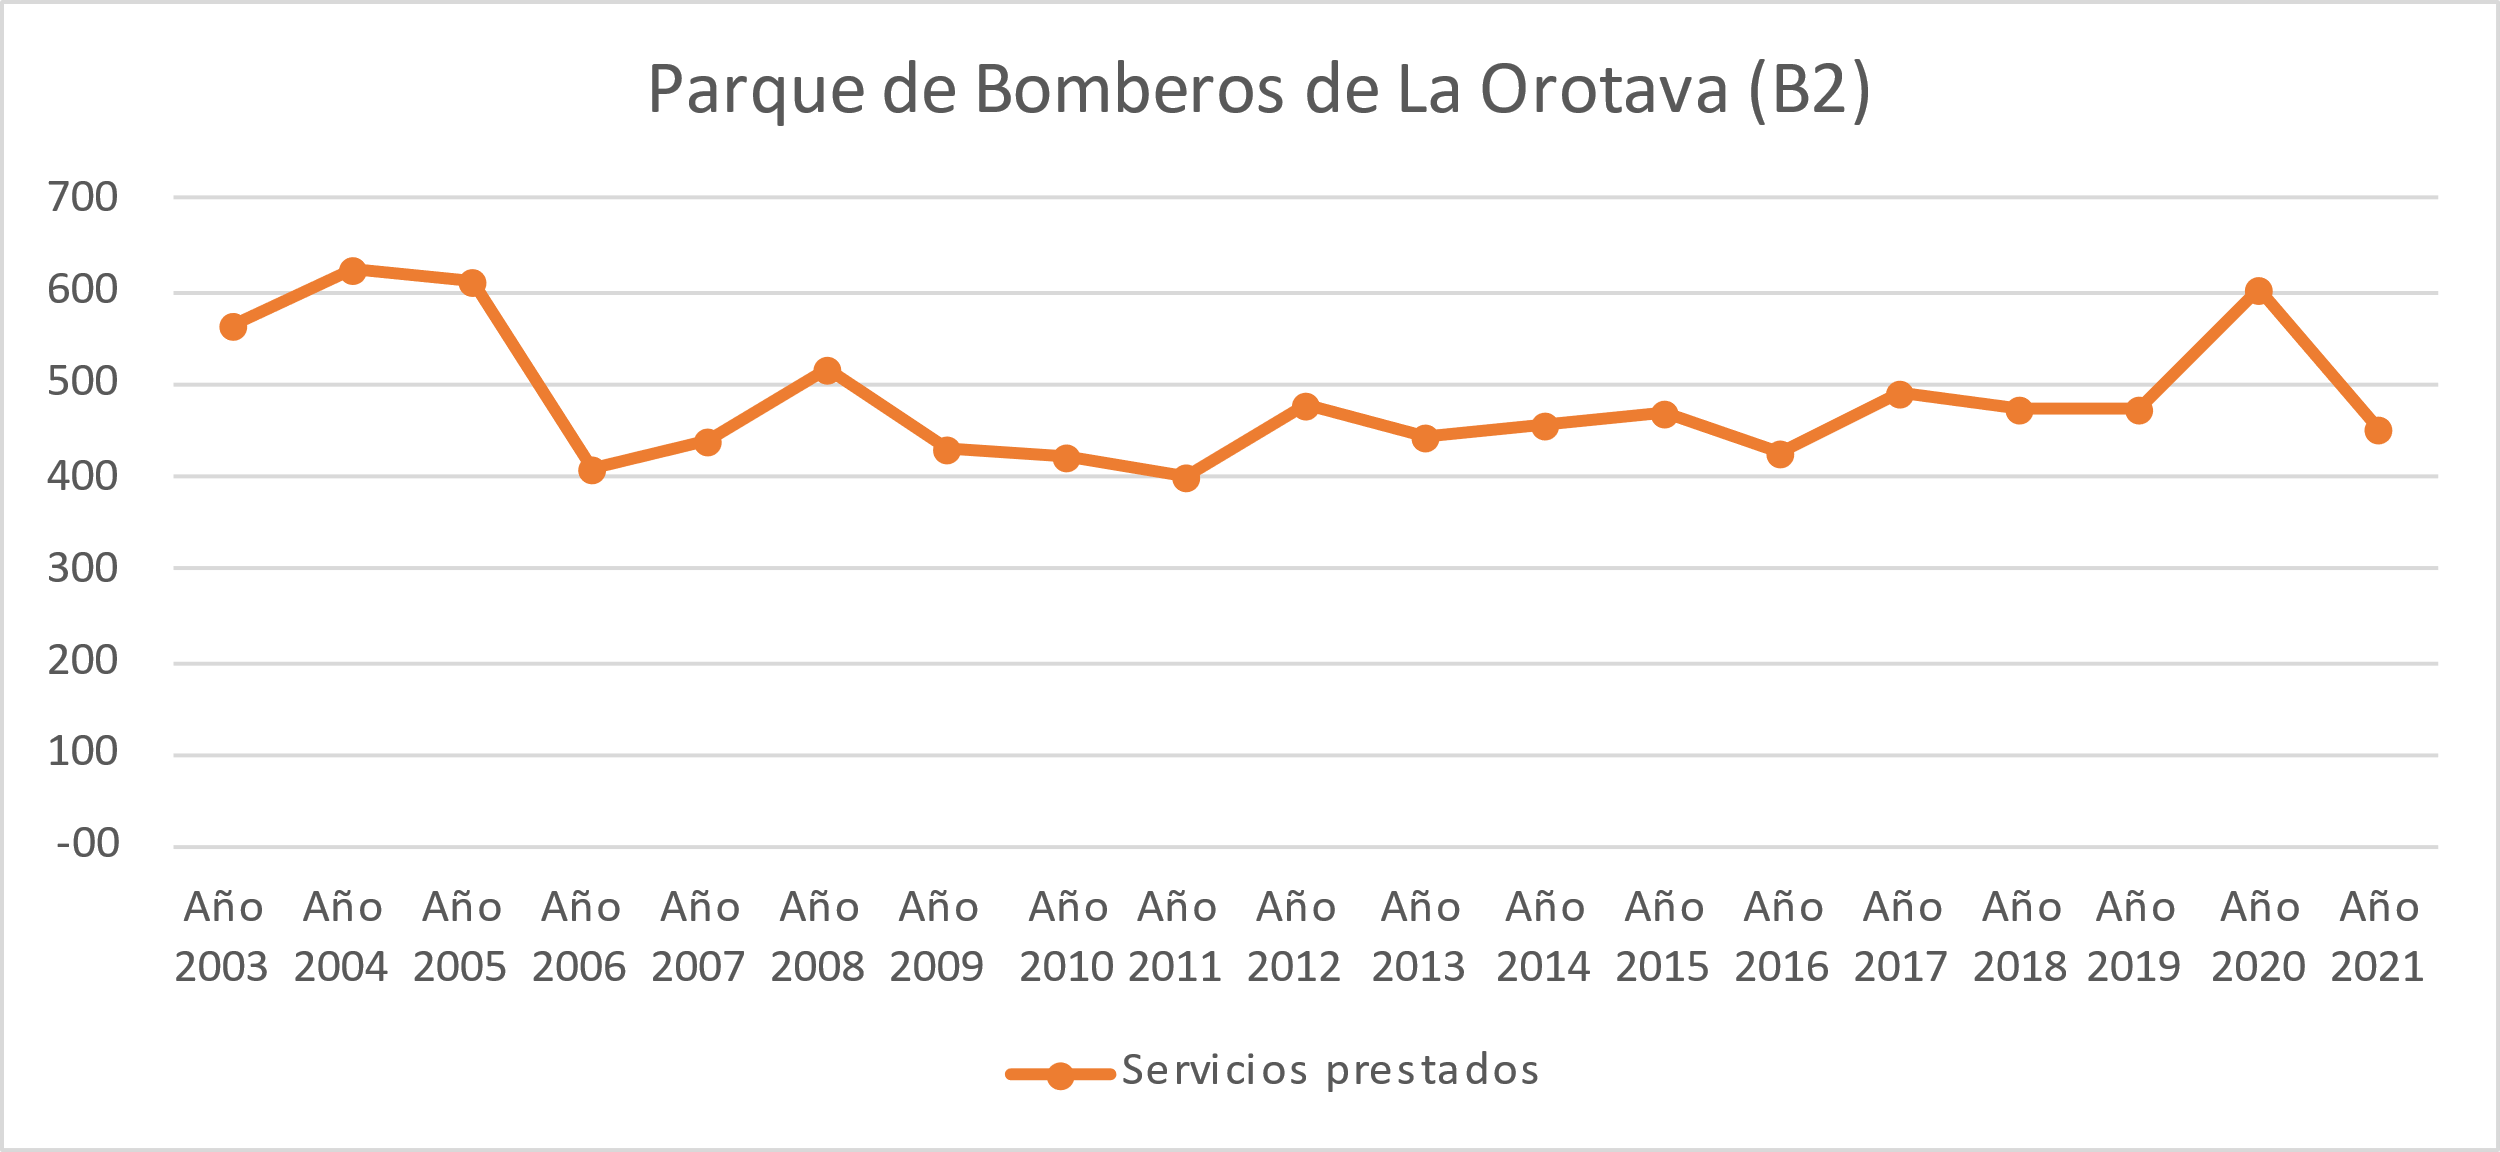 Parque de Bomberos de La Orotava (B2)
700
600
500
400
300
200
100
-00
Año 2003
Año 2004
Año 2005
Año 2006
Año 2007
Año 2008
Año 2009
Año 2010
Año 2011
Año 2012
Año 2013
Año 2014
Año 2015
Año 2016
Año 2017
Año 2018
Año 2019
Año 2020
Año 2021
Servicios prestados